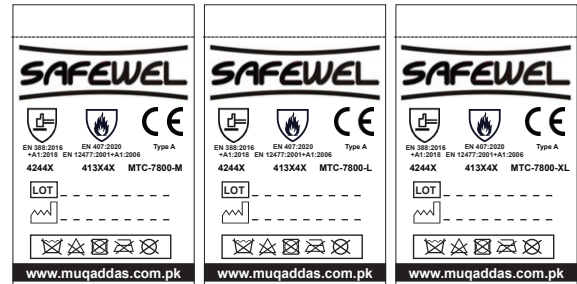 SAFEWEL
CE
EN 388:2016
+A1:2018
EN 407:2020
EN 12477:2001+A1:2006
Type A
4244X 413X4X MTC-7800-M
LOT
www.muqaddas.com.pk
SAFEWEL
CE
EN 388:2016
+A1:2018
EN 407:2020
EN 12477:2001+A1:2006
Type A
4244X 413X4X MTC-7800-L
LOT
www.muqaddas.com.pk
SAFEWEL
CE
EN 388:2016
+A1:2018
EN 407:2020
EN 12477:2001+A1:2006
Type A
4244X 413X4X MTC-7800-XL
LOT
www.muqaddas.com.pk